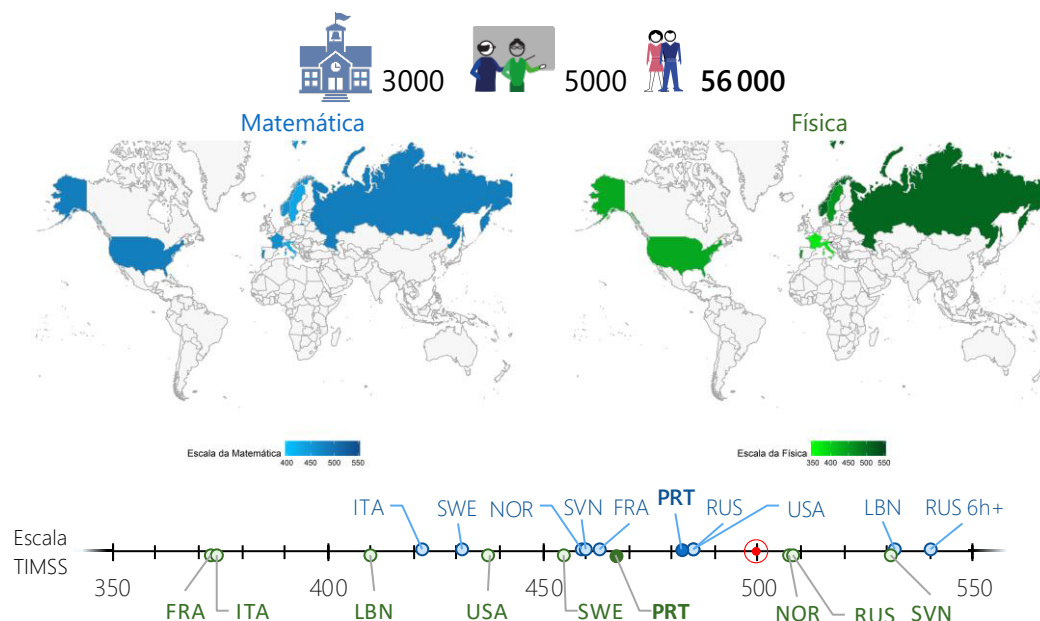 3000 5000 56 000
Matemática Física
Escala da Matemática
400 450 500 550
Escala da Física
350 400 450 500 550
ITA SWE NOR SVN FRA PRT RUS USA LBN RUS 6h+
Escala
TIMSS
350 400 450 500 550
FRA ITA LBN USA SWE PRT NOR RUS SVN